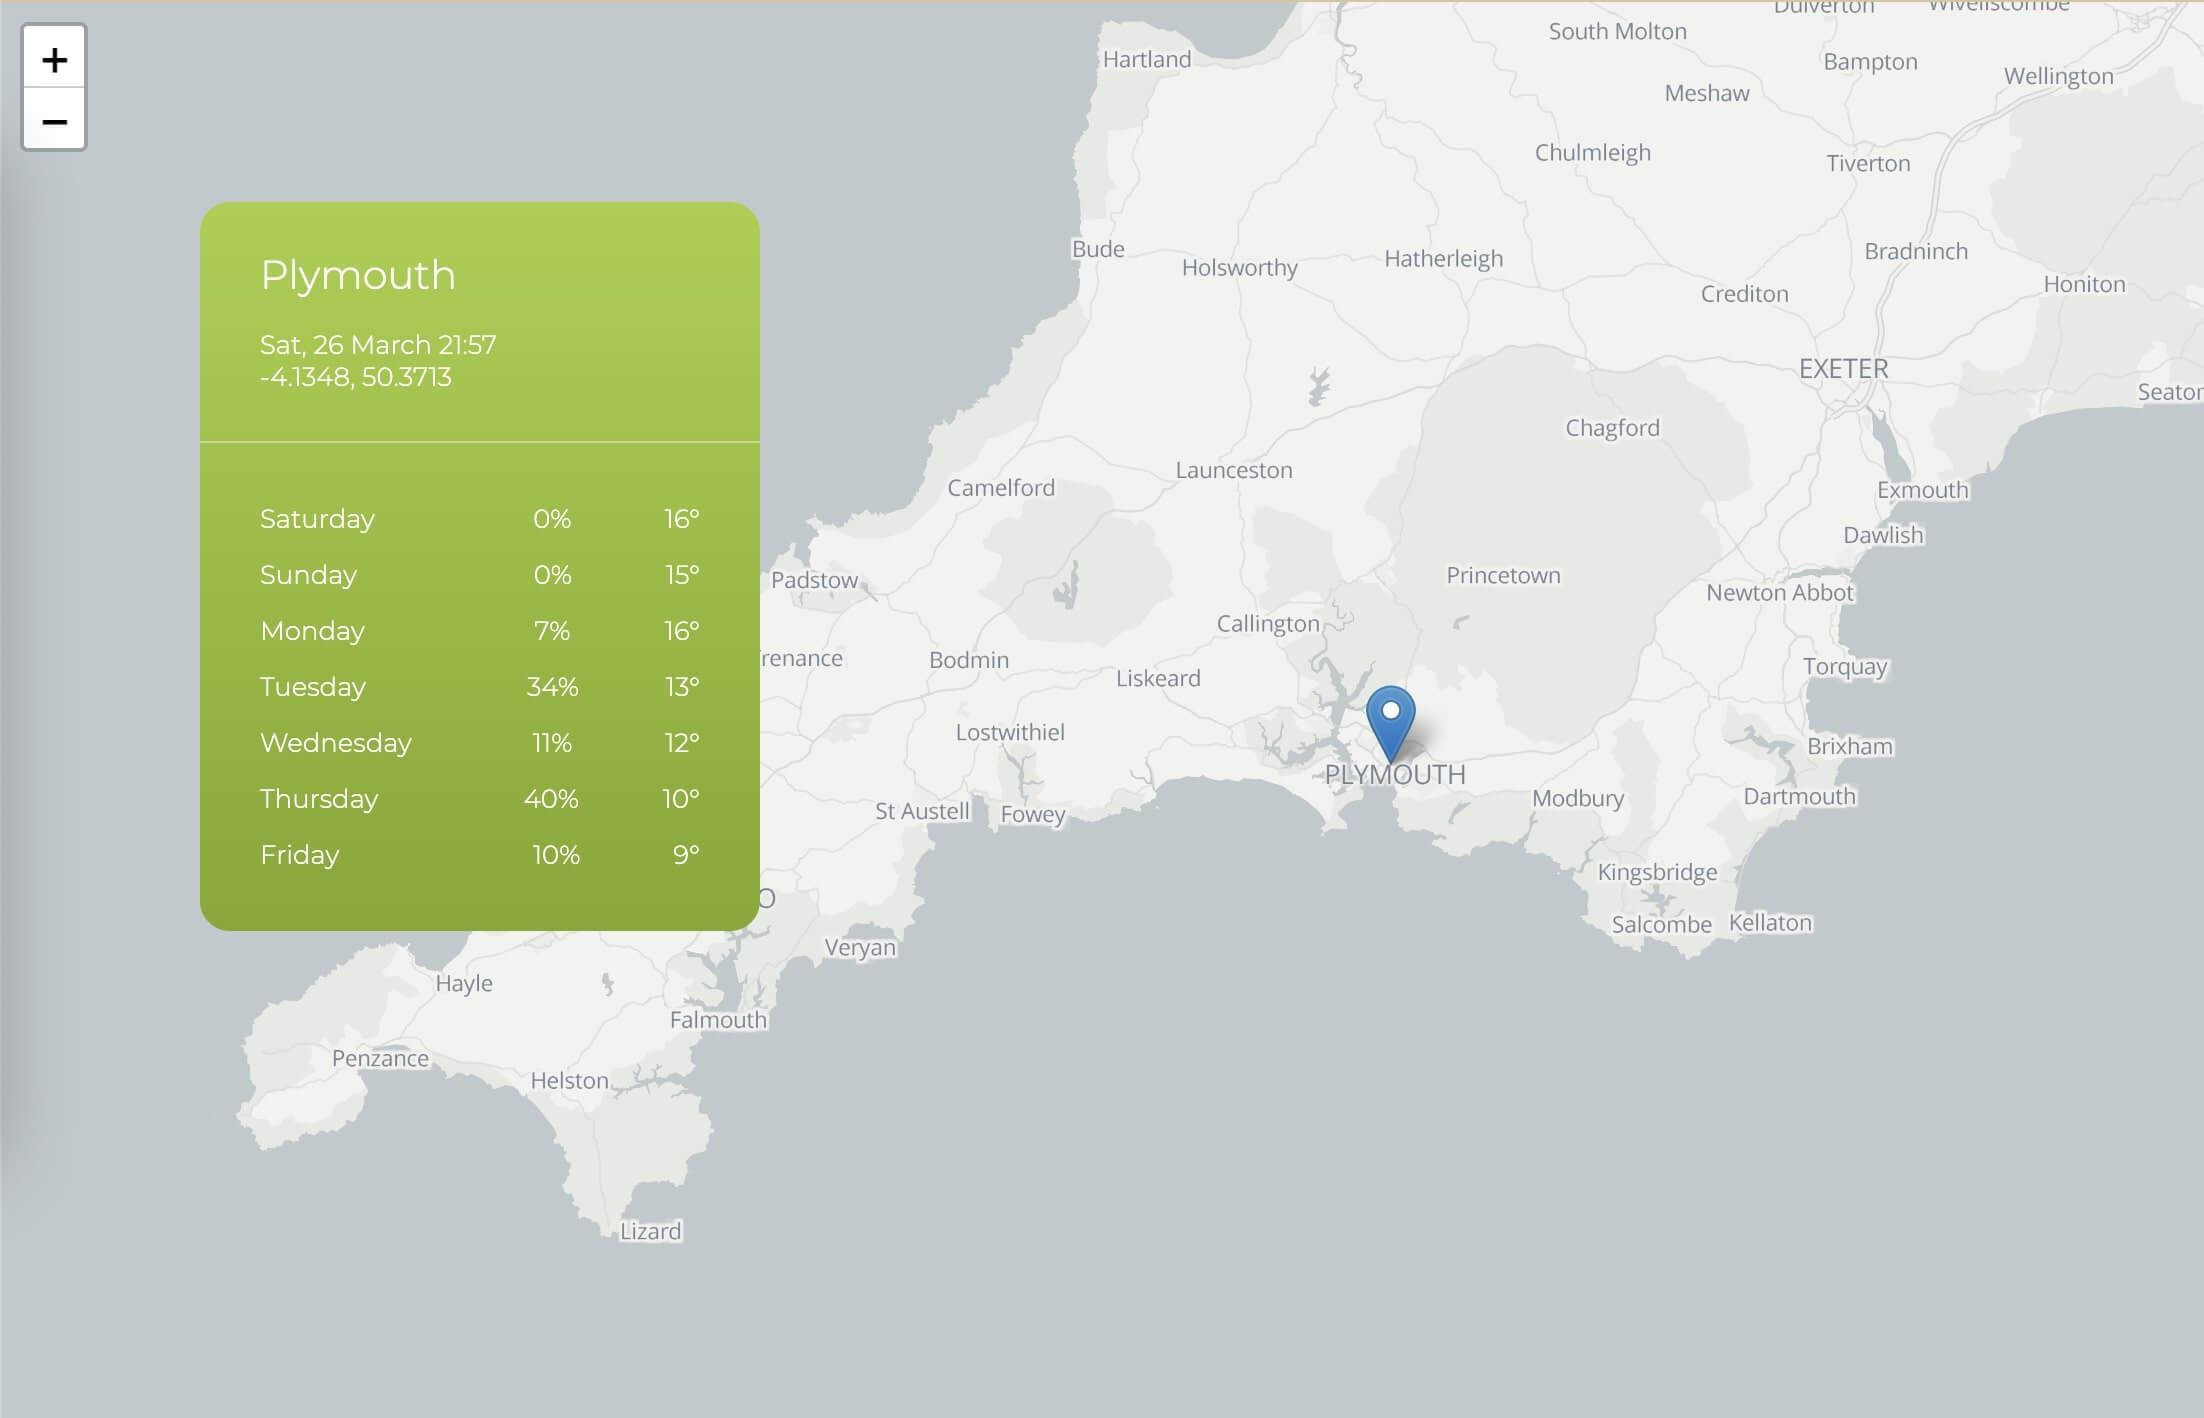 +
−
Plymouth
Sat, 26 March 21:57
-4.1348, 50.3713
Saturday 0% 16°
Sunday 0% 15°
Monday 7% 16°
Tuesday 34% 13°
Wednesday 11% 12°
Thursday 40% 10°
Friday 10% 9°
Dulverton
Wiveliscombe
South Molton
Hartland
Bampton
Wellington
Meshaw
Chulmleigh
Tiverton
Bude
Holsworthy
Hatherleigh
Bradninch
Crediton
Honiton
EXETER
Seaton
Chagford
Launceston
Camelford
Exmouth
Dawlish
Padstow
Princetown
Newton Abbot
Callington
renance
Bodmin
Liskeard
Torquay
Lostwithiel
Brixham
PLYMOUTH
Modbury
Dartmouth
St Austell
Fowey
Kingsbridge
O
Salcombe
Kellaton
Veryan
Hayle
Falmouth
Penzance
Helston
Lizard